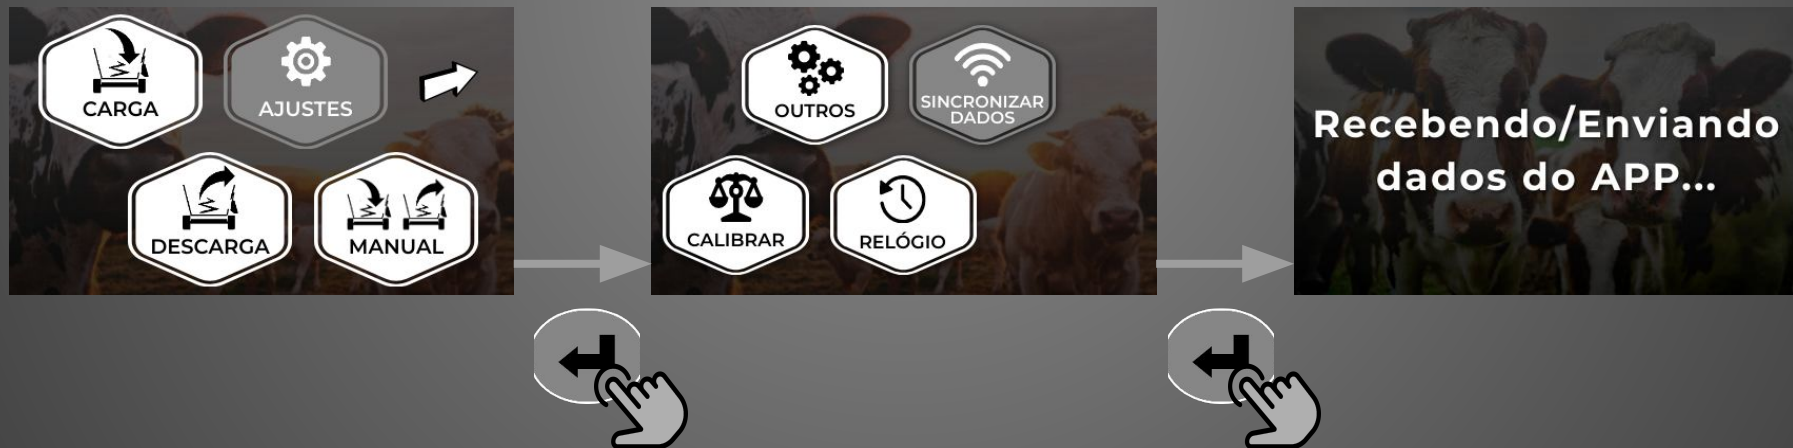 CARGA
AJUSTES
DESCARGA
MANUAL
OUTROS
SINCRONIZAR
DADOS
CALIBRAR
RELÓGIO
Recebendo/Enviando
dados do APP...